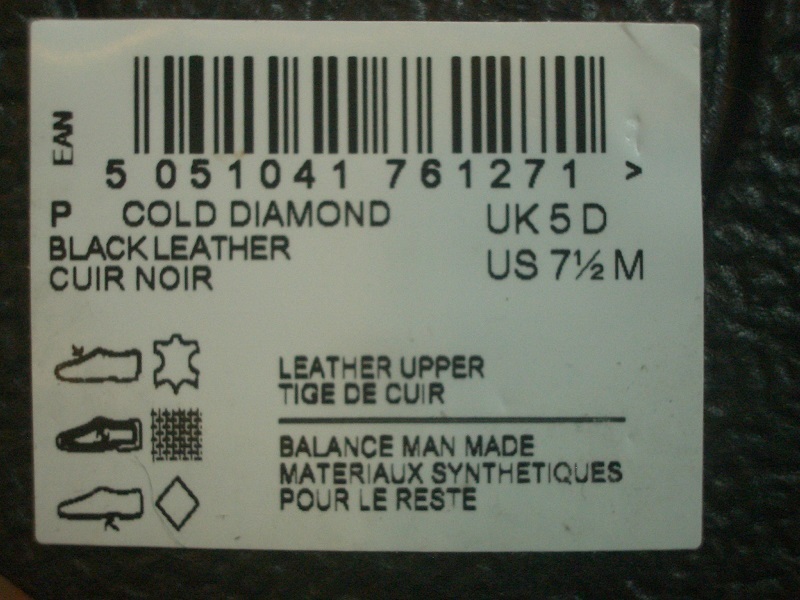 EAN
5 051041 761271 >
P COLD DIAMOND UK 5 D
BLACK LEATHER US 7½ M
CUIR NOIR
LEATHER UPPER
TIGE DE CUIR
BALANCE MAN MADE
MATERIAUX SYNTHETIQUES
POUR LE RESTE